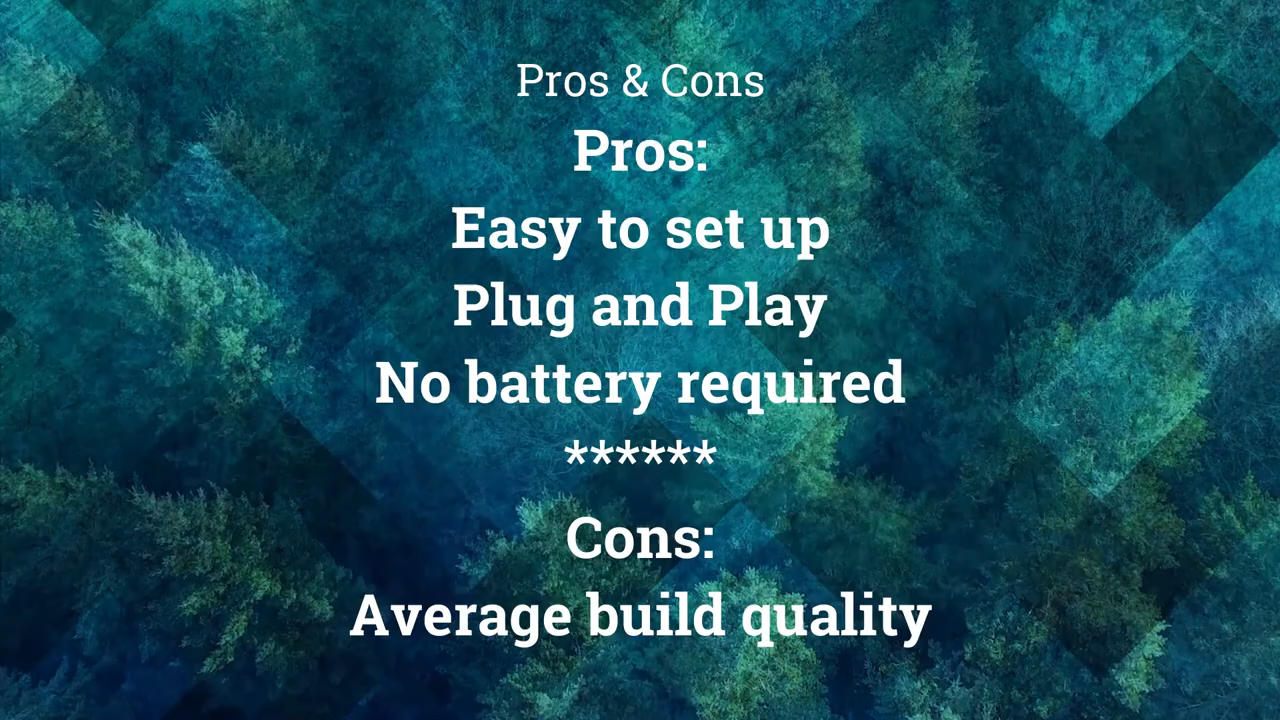 Pros & Cons
Pros:
Easy to set up
Plug and Play
No battery required
******
Cons:
Average build quality